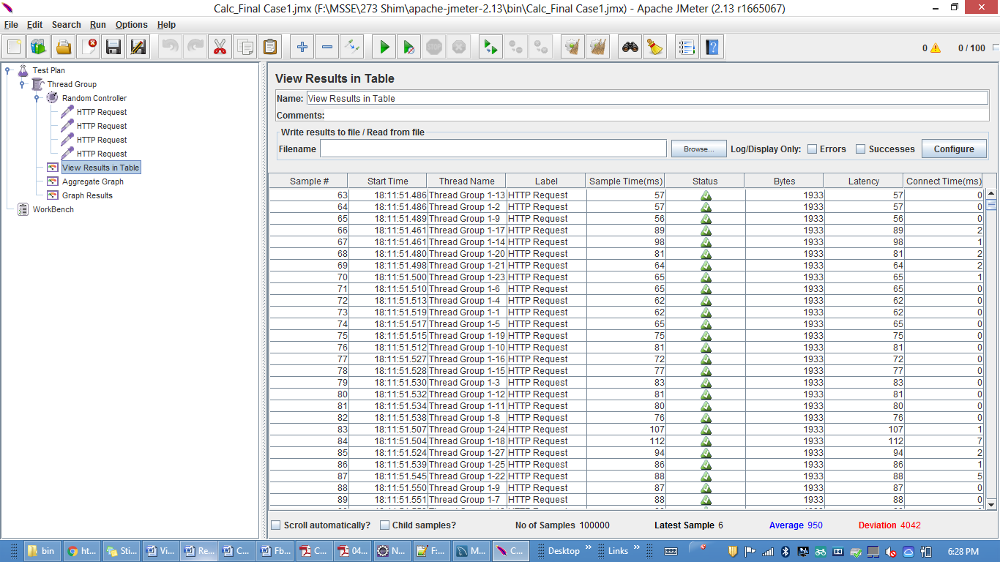 Calc_Final Case1.jmx (F:\MSSE\273 Shim\apache-jmeter-2.13\bin\Calc_Final Case1.jmx) - Apache JMeter (2.13 r1665067)
File Edit Search Run Options Help
0 0 / 100
Test Plan
Thread Group
Random Controller
HTTP Request
HTTP Request
HTTP Request
HTTP Request
View Results in Table
Aggregate Graph
Graph Results
WorkBench
View Results in Table
Name: View Results in Table
Comments:
Write results to file / Read from file
Filename Browse... Log/Display Only: Errors Successes Configure
Sample # Start Time Thread Name Label Sample Time(ms) Status Bytes Latency Connect Time(ms)
63 18:11:51.486 Thread Group 1-13 HTTP Request 57 1933 57 0
64 18:11:51.486 Thread Group 1-2 HTTP Request 57 1933 57 0
65 18:11:51.489 Thread Group 1-9 HTTP Request 56 1933 56 0
66 18:11:51.461 Thread Group 1-17 HTTP Request 89 1933 89 2
67 18:11:51.461 Thread Group 1-14 HTTP Request 98 1933 98 1
68 18:11:51.480 Thread Group 1-20 HTTP Request 81 1933 81 2
69 18:11:51.498 Thread Group 1-21 HTTP Request 64 1933 64 2
70 18:11:51.500 Thread Group 1-23 HTTP Request 65 1933 65 1
71 18:11:51.510 Thread Group 1-6 HTTP Request 65 1933 65 0
72 18:11:51.513 Thread Group 1-4 HTTP Request 62 1933 62 0
73 18:11:51.519 Thread Group 1-1 HTTP Request 62 1933 62 0
74 18:11:51.517 Thread Group 1-5 HTTP Request 65 1933 65 0
75 18:11:51.515 Thread Group 1-19 HTTP Request 75 1933 75 0
76 18:11:51.512 Thread Group 1-10 HTTP Request 81 1933 81 0
77 18:11:51.527 Thread Group 1-16 HTTP Request 72 1933 72 0
78 18:11:51.528 Thread Group 1-15 HTTP Request 77 1933 77 0
79 18:11:51.530 Thread Group 1-3 HTTP Request 83 1933 83 0
80 18:11:51.532 Thread Group 1-12 HTTP Request 81 1933 81 0
81 18:11:51.534 Thread Group 1-11 HTTP Request 80 1933 80 0
82 18:11:51.538 Thread Group 1-8 HTTP Request 76 1933 76 0
83 18:11:51.507 Thread Group 1-24 HTTP Request 107 1933 107 1
84 18:11:51.504 Thread Group 1-18 HTTP Request 112 1933 112 7
85 18:11:51.524 Thread Group 1-27 HTTP Request 94 1933 94 2
86 18:11:51.539 Thread Group 1-25 HTTP Request 86 1933 86 1
87 18:11:51.545 Thread Group 1-22 HTTP Request 88 1933 88 5
88 18:11:51.550 Thread Group 1-9 HTTP Request 87 1933 87 0
89 18:11:51.551 Thread Group 1-7 HTTP Request 88 1933 88 0
Scroll automatically? Child samples? No of Samples 100000 Latest Sample 6 Average 950 Deviation 4042
bin ht... Sti... Vi... Re... C... Fb... C... 04... N... F:... M... C... Desktop » Links » 6:28 PM